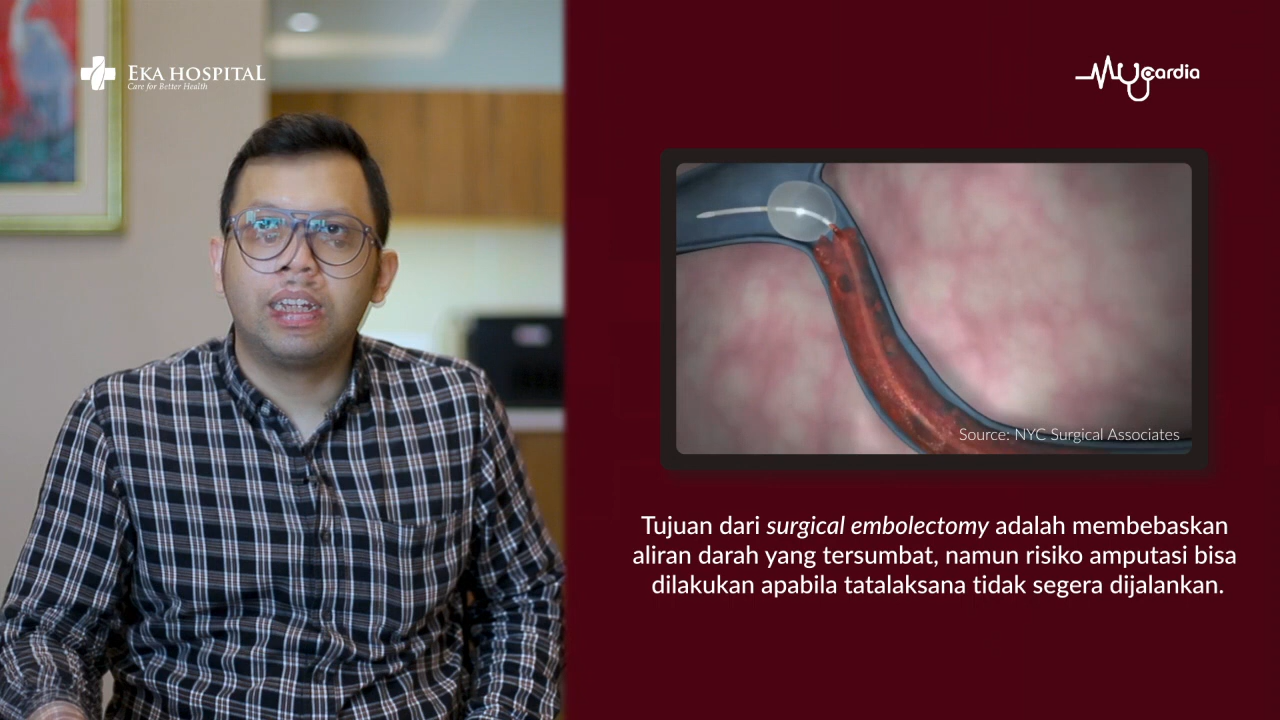 EKA HOSPITAL
Care for Better Health
MYCardia
Source: NYC Surgical Associates
Tujuan dari surgical embolectomy adalah membebaskan
aliran darah yang tersumbat, namun risiko amputasi bisa
dilakukan apabila tatalaksana tidak segera dijalankan.